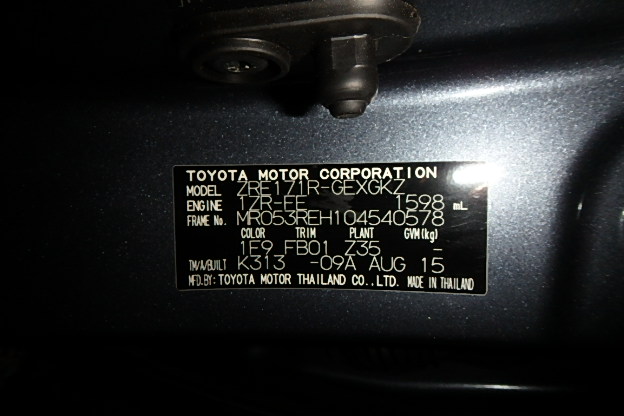 TOYOTA MOTOR CORPORATION
MODEL ZRE171R-GEXGKZ
ENGINE 1ZR-FE 1598 mL
FRAME No. MR053REH104540578
COLOR TRIM PLANT GVM(kg)
1F9 FB01 Z35 -
TM/A/BUILT K313 -09A AUG 15
MFD.BY: TOYOTA MOTOR THAILAND CO.,LTD. MADE IN THAILAND